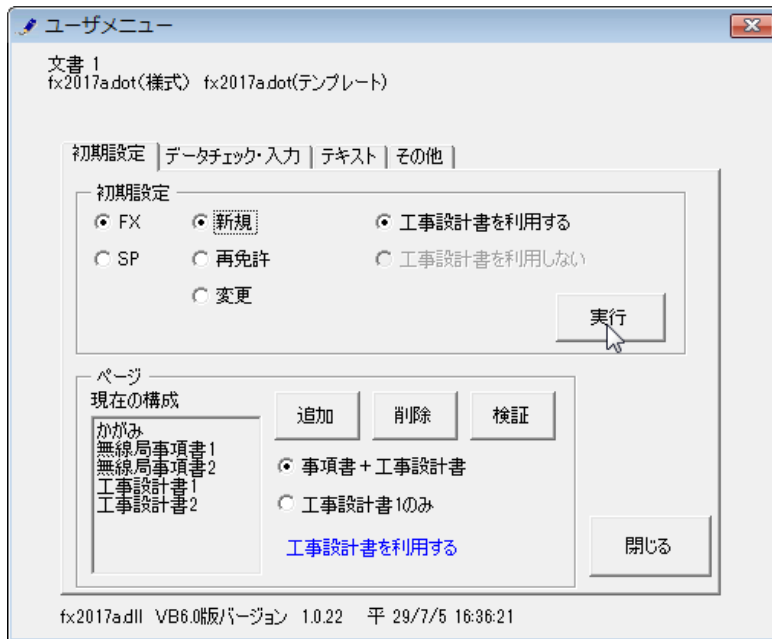 ユーザメニュー
文書 1
fx2017a.dot(様式) fx2017a.dot(テンプレート)
初期設定 データチェック・入力 テキスト その他
初期設定
FX 新規 工事設計書を利用する
SP 再免許 工事設計書を利用しない
変更
実行
ページ
現在の構成
追加 削除 検証
かがみ
無線局事項書1
無線局事項書2
工事設計書1
工事設計書2
事項書+工事設計書
工事設計書1のみ
工事設計書を利用する
閉じる
fx2017a.dll VB6.0版バージョン 1.0.22 平 29/7/5 16:36:21